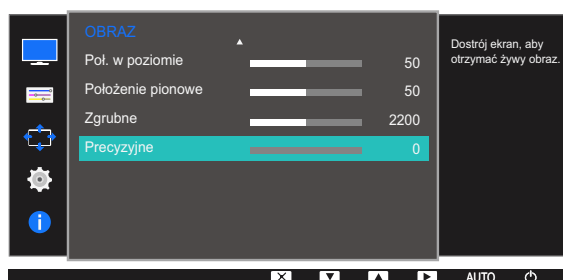 OBRAZ
Poł. w poziomie 50
Położenie pionowe 50
Zgrubne 2200
Precyzyjne 0
Dostrój ekran, aby
otrzymać żywy obraz.
AUTO